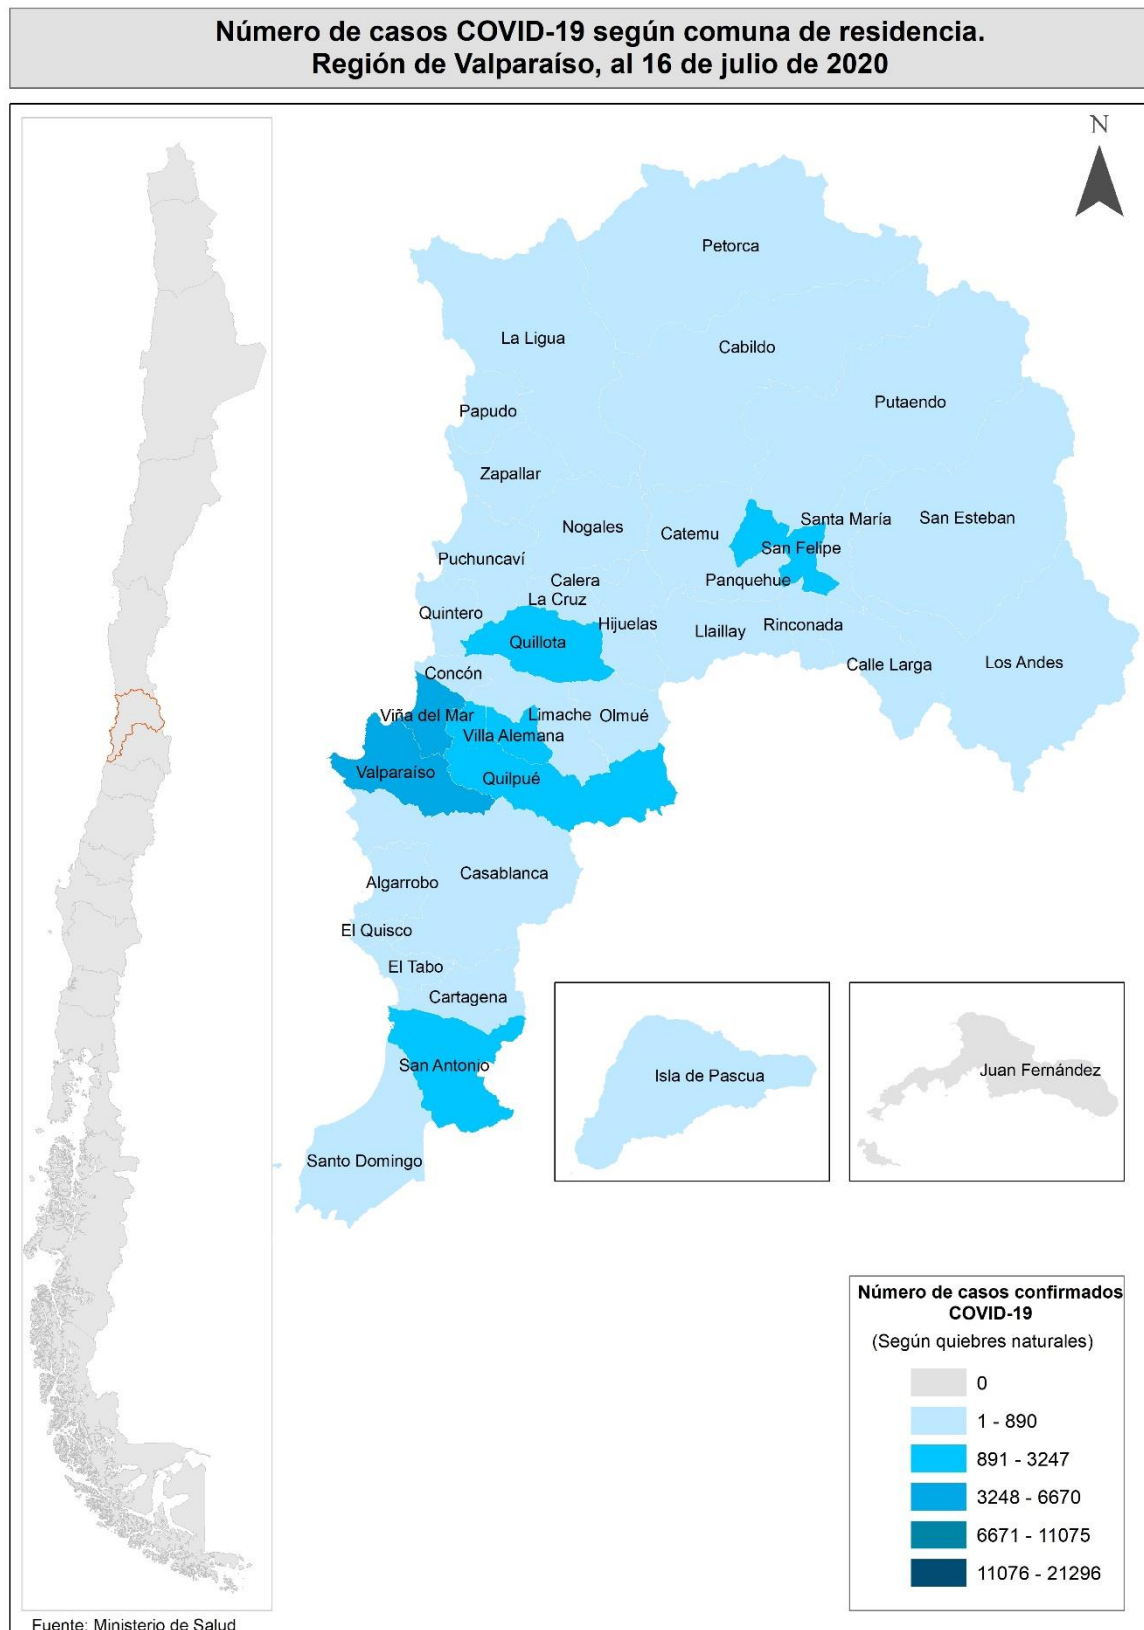 Número de casos COVID-19 según comuna de residencia.
Región de Valparaíso, al 16 de julio de 2020
N
Petorca
La Ligua
Cabildo
Putaendo
Papudo
Zapallar
Nogales
Catemu
Santa María
San Esteban
San Felipe
Puchuncaví
Calera
Panquehue
La Cruz
Quintero
Hijuelas
Llaillay
Rinconada
Quillota
Calle Larga
Los Andes
Concón
Viña del Mar
Limache
Olmué
Villa Alemana
Valparaíso
Quilpué
Algarrobo
Casablanca
El Quisco
El Tabo
Cartagena
San Antonio
Isla de Pascua
Juan Fernández
Santo Domingo
Número de casos confirmados
COVID-19
(Según quiebres naturales)
0
1 - 890
891 - 3247
3248 - 6670
6671 - 11075
11076 - 21296
Fuente: Ministerio de Salud